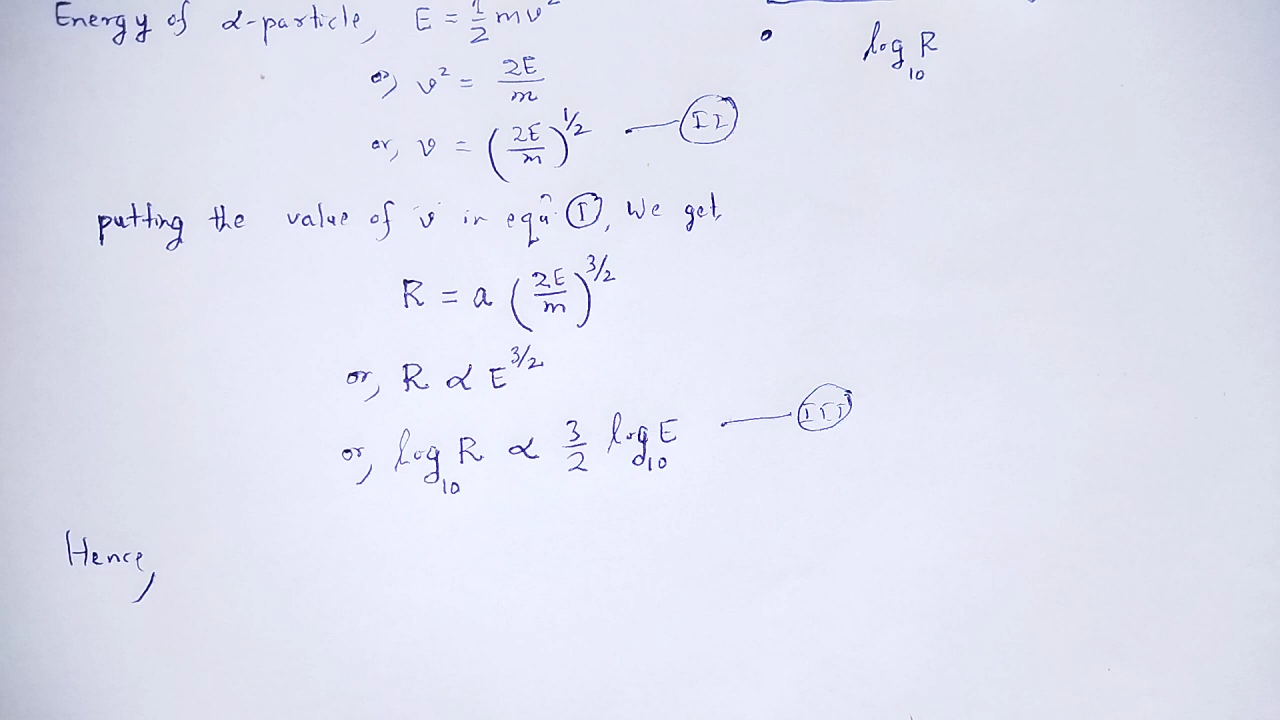 Energy of α-particle, E = 1/2 mv²
log₁₀ R
or, v² = 2E/m
or, v = (2E/m)^1/2 — II
putting the value of v in equn. I, We get,
R = a (2E/m)^3/2
or, R ∝ E^3/2
or, log₁₀ R ∝ 3/2 log₁₀ E — III
Hence,